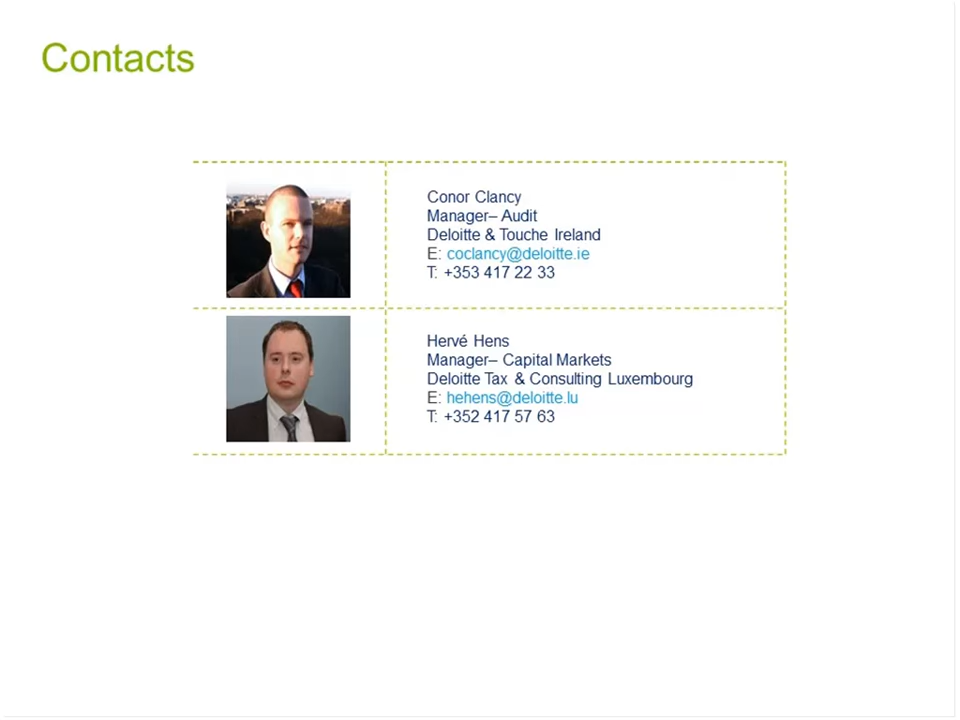 Contacts
Conor Clancy
Manager– Audit
Deloitte & Touche Ireland
E: coclancy@deloitte.ie
T: +353 417 22 33
Hervé Hens
Manager– Capital Markets
Deloitte Tax & Consulting Luxembourg
E: hehens@deloitte.lu
T: +352 417 57 63